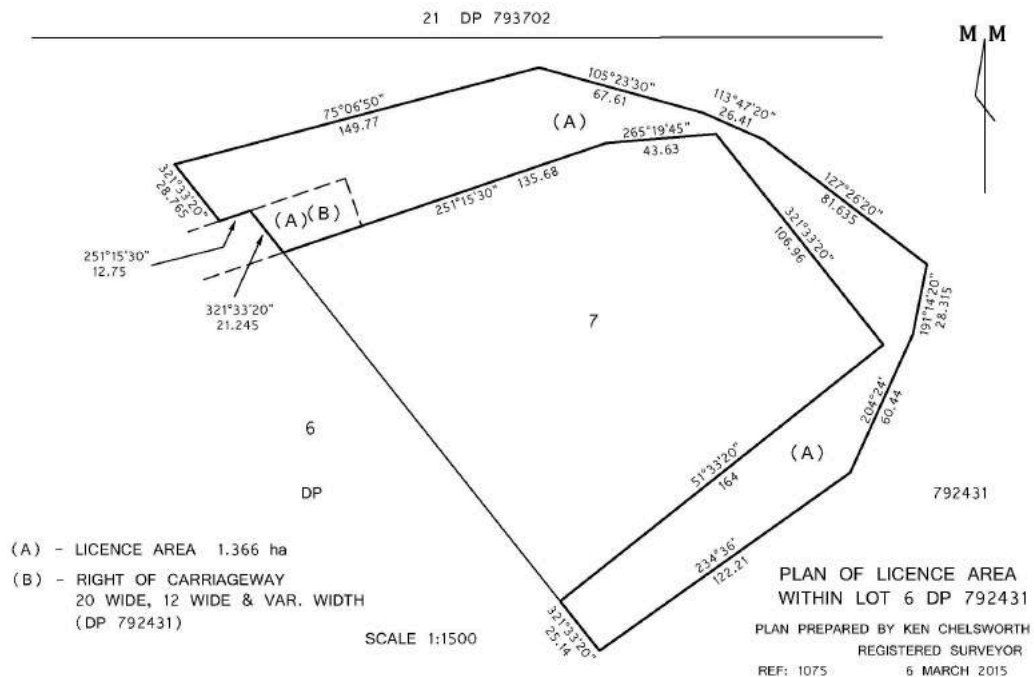 21 DP 793702
M M
105°23'30"
67.61
113°47'20"
26.41
75°06'50"
149.77
(A)
265°19'45"
43.63
127°26'20"
81.635
321°33'20"
28.765
251°15'30"
135.68
(A)(B)
321°33'20"
106.96
251°15'30"
12.75
321°33'20"
21.245
7
191°14'20"
28.315
204°24'
60.44
6
51°33'20"
164
(A)
DP
792431
234°36'
122.21
321°33'20"
25.14
(A) - LICENCE AREA 1.366 ha
(B) - RIGHT OF CARRIAGEWAY
20 WIDE, 12 WIDE & VAR. WIDTH
(DP 792431)
SCALE 1:1500
PLAN OF LICENCE AREA
WITHIN LOT 6 DP 792431
PLAN PREPARED BY KEN CHELSWORTH
REGISTERED SURVEYOR
REF: 1075 6 MARCH 2015